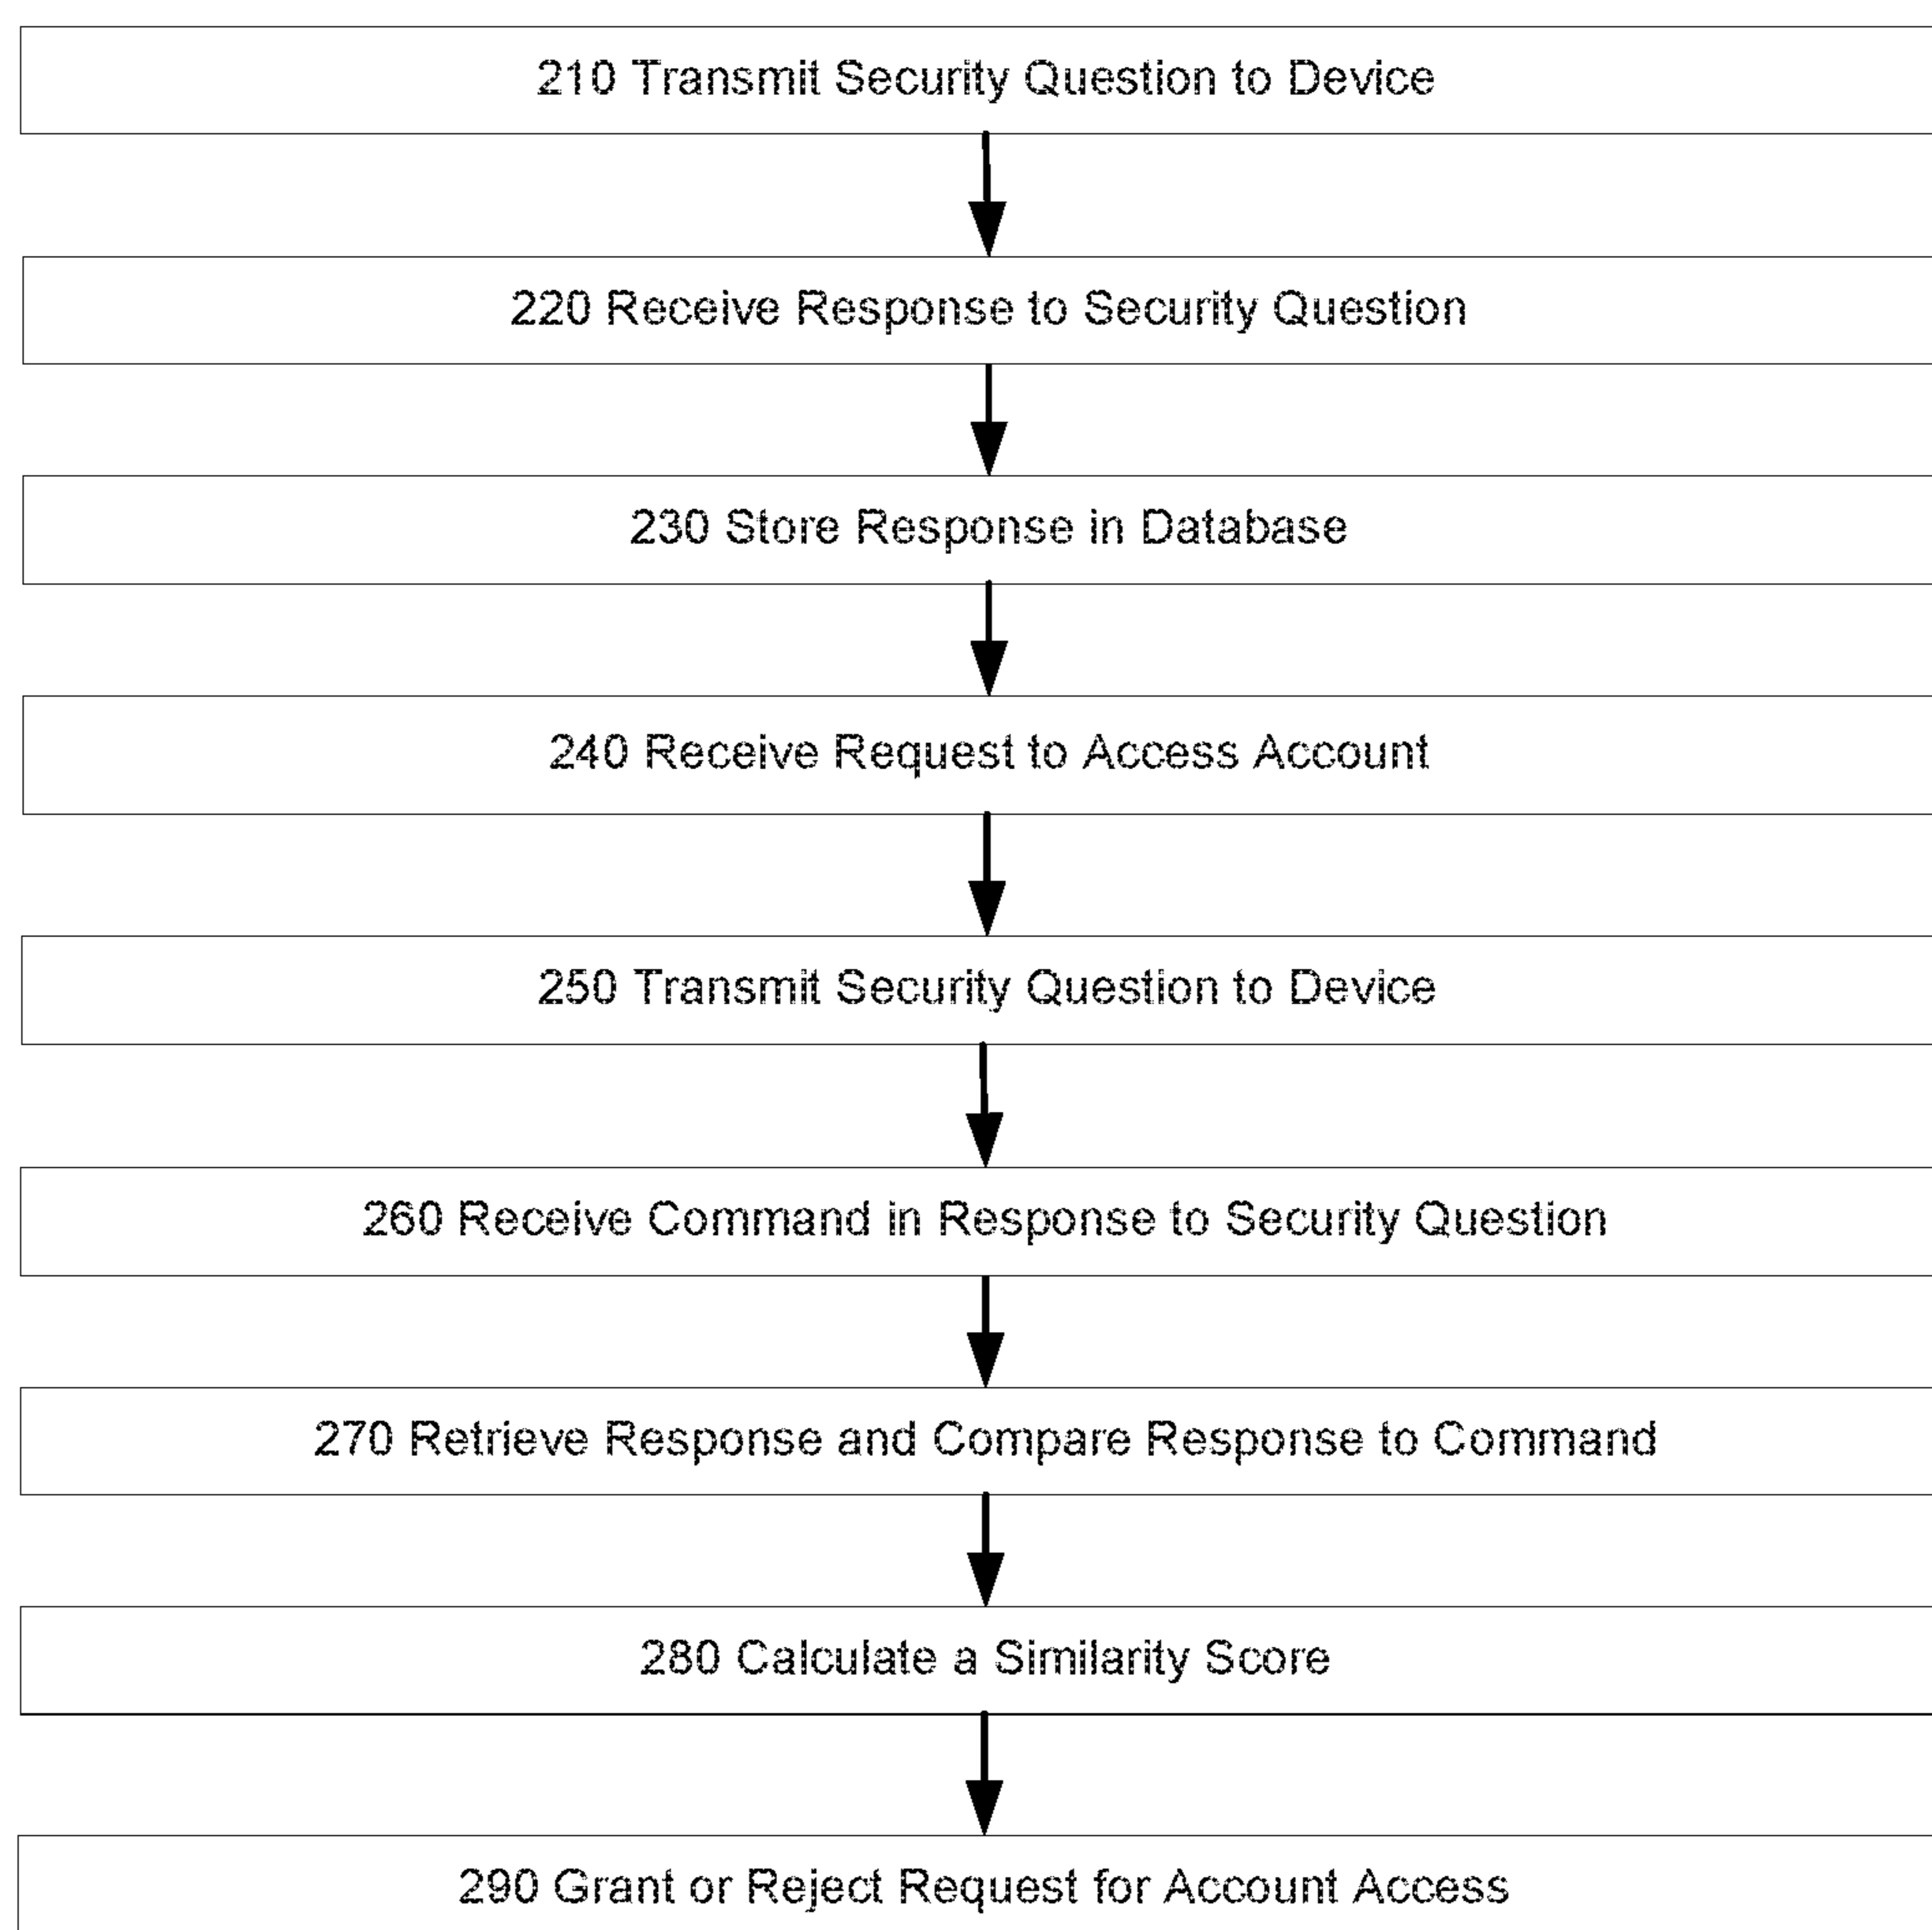 210 Transmit Security Question to Device
220 Receive Response to Security Question
230 Store Response in Database
240 Receive Request to Access Account
250 Transmit Security Question to Device
260 Receive Command in Response to Security Question
270 Retrieve Response and Compare Response to Command
280 Calculate a Similarity Score
290 Grant or Reject Request for Account Access